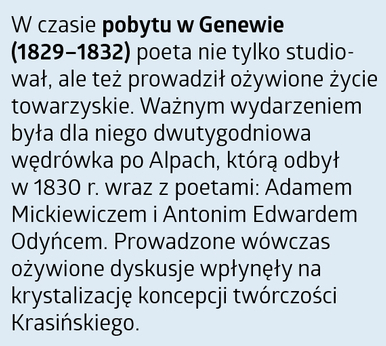 W czasie pobytu w Genewie
(1829–1832) poeta nie tylko studio-
wał, ale też prowadził ożywione życie
towarzyskie. Ważnym wydarzeniem
była dla niego dwutygodniowa
wędrówka po Alpach, którą odbył
w 1830 r. wraz z poetami: Adamem
Mickiewiczem i Antonim Edwardem
Odyńcem. Prowadzone wówczas
ożywione dyskusje wpłynęły na
krystalizację koncepcji twórczości
Krasińskiego.